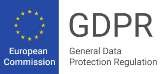 GDPR
European
Commission
General Data
Protection Regulation